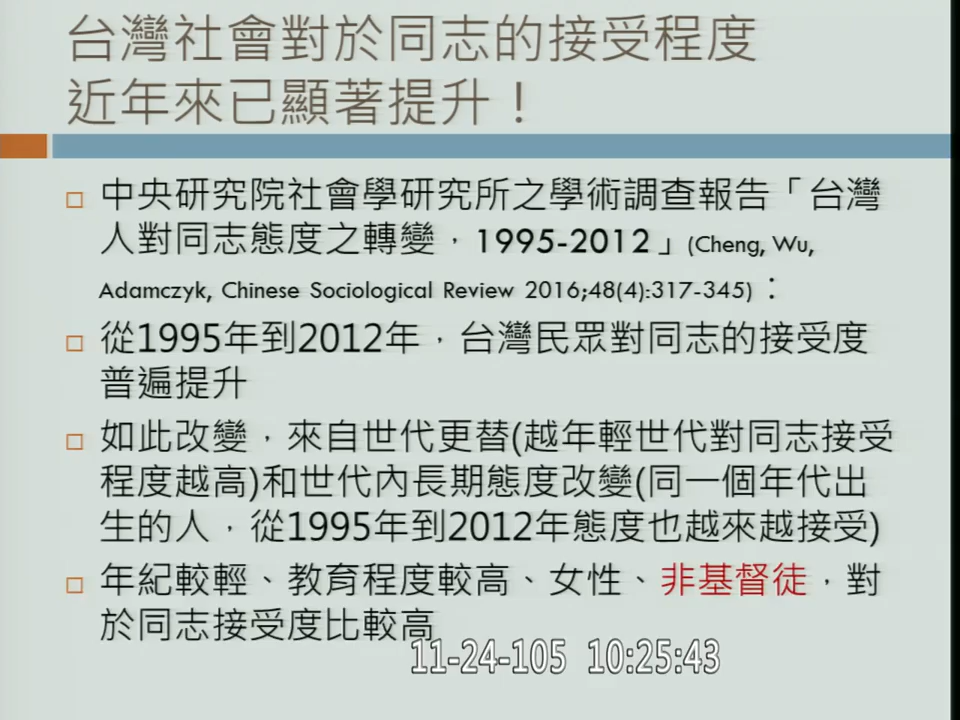 台灣社會對於同志的接受程度
近年來已顯著提升！
中央研究院社會學研究所之學術調查報告「台灣
人對同志態度之轉變，1995-2012」(Cheng, Wu,
Adamczyk, Chinese Sociological Review 2016;48(4):317-345)：
從1995年到2012年，台灣民眾對同志的接受度
普遍提升
如此改變，來自世代更替(越年輕世代對同志接受
程度越高)和世代內長期態度改變(同一個年代出
生的人，從1995年到2012年態度也越來越接受)
年紀較輕、教育程度較高、女性、非基督徒，對
於同志接受度比較高
11-24-105 10:25:43